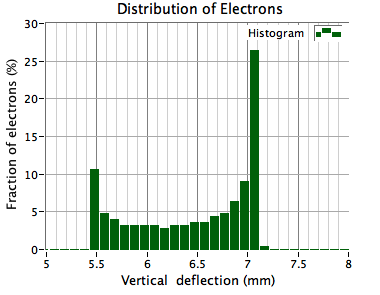 Distribution of Electrons
Histogram
Fraction of electrons (%)
30
25
20
15
10
5
0
5 5.5 6 6.5 7 7.5 8
Vertical deflection (mm)